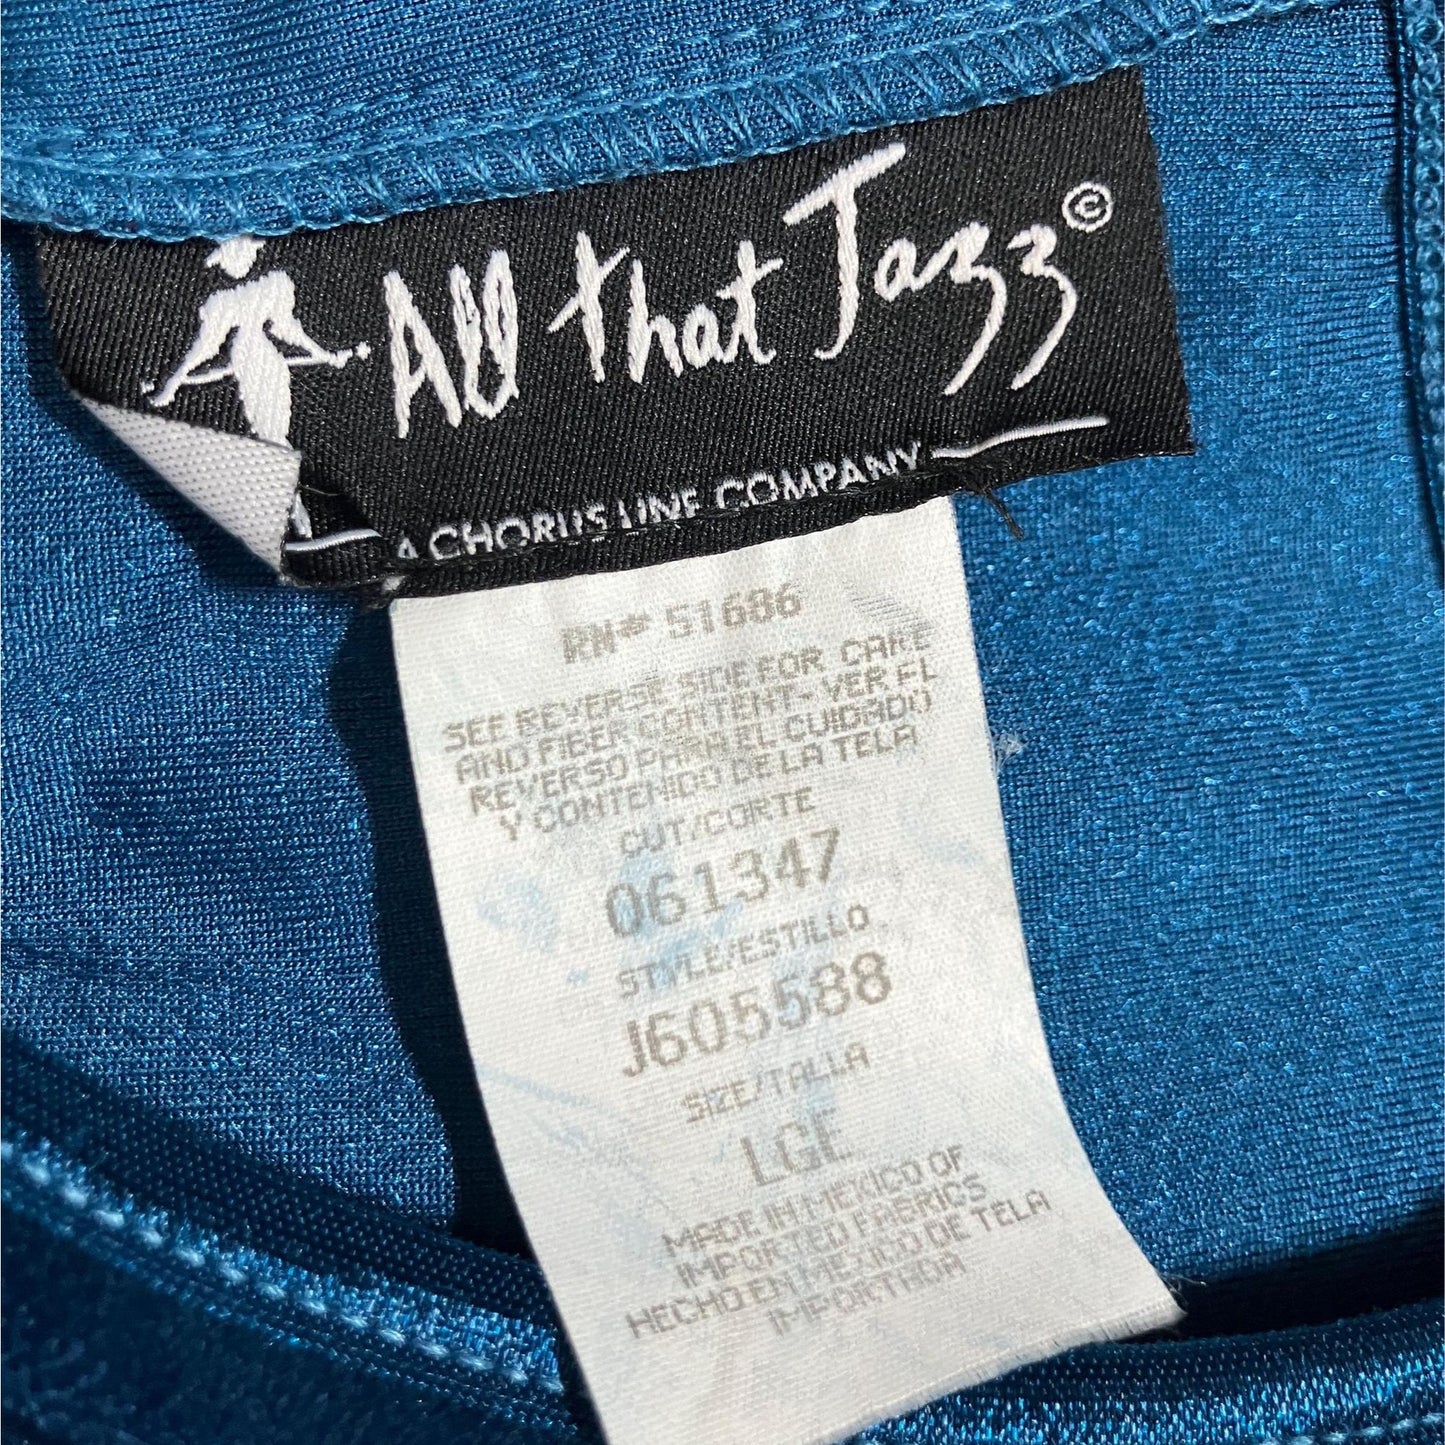 All that Jazz ©
A CHORUS LINE COMPANY
RN# 51686
SEE REVERSE SIDE FOR CARE
AND FIBER CONTENT-VER EL
REVERSO PARA EL CUIDADO
Y CONTENIDO DE LA TELA
CUT/CORTE
061347
STYLE/ESTILLO
J605588
SIZE/TALLA
LGE
MADE IN MEXICO OF
IMPORTED FABRICS
HECHO EN MEXICO DE TELA
IMPORTADA